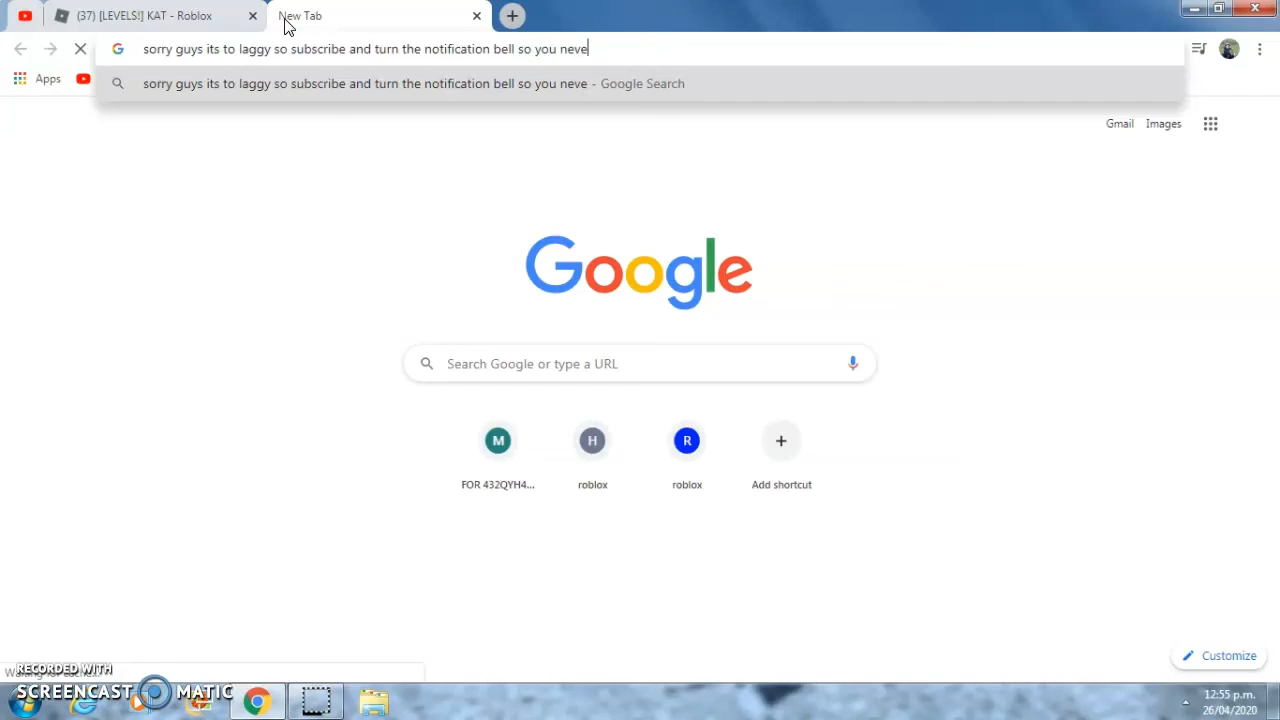 (37) [LEVELS!] KAT - Roblox
New Tab
sorry guys its to laggy so subscribe and turn the notification bell so you neve
Apps
sorry guys its to laggy so subscribe and turn the notification bell so you neve - Google Search
Gmail Images
Google
Search Google or type a URL
M H R
FOR 432QYH4... roblox roblox Add shortcut
Customize
RECORDED WITH
SCREENCAST MATIC
12:55 p.m.
26/04/2020